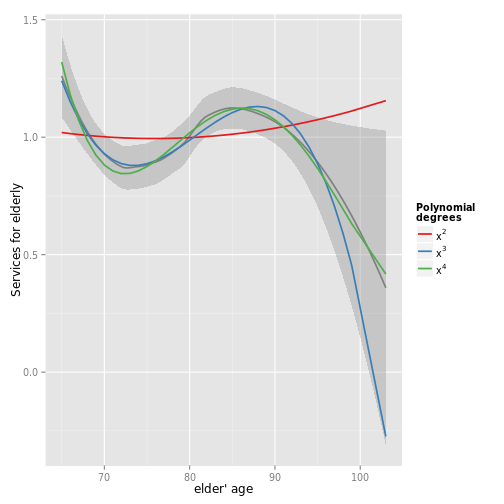 1.5
1.0
0.5
0.0
Services for elderly
70
80
90
100
elder' age
Polynomial
degrees
x²
x³
x⁴